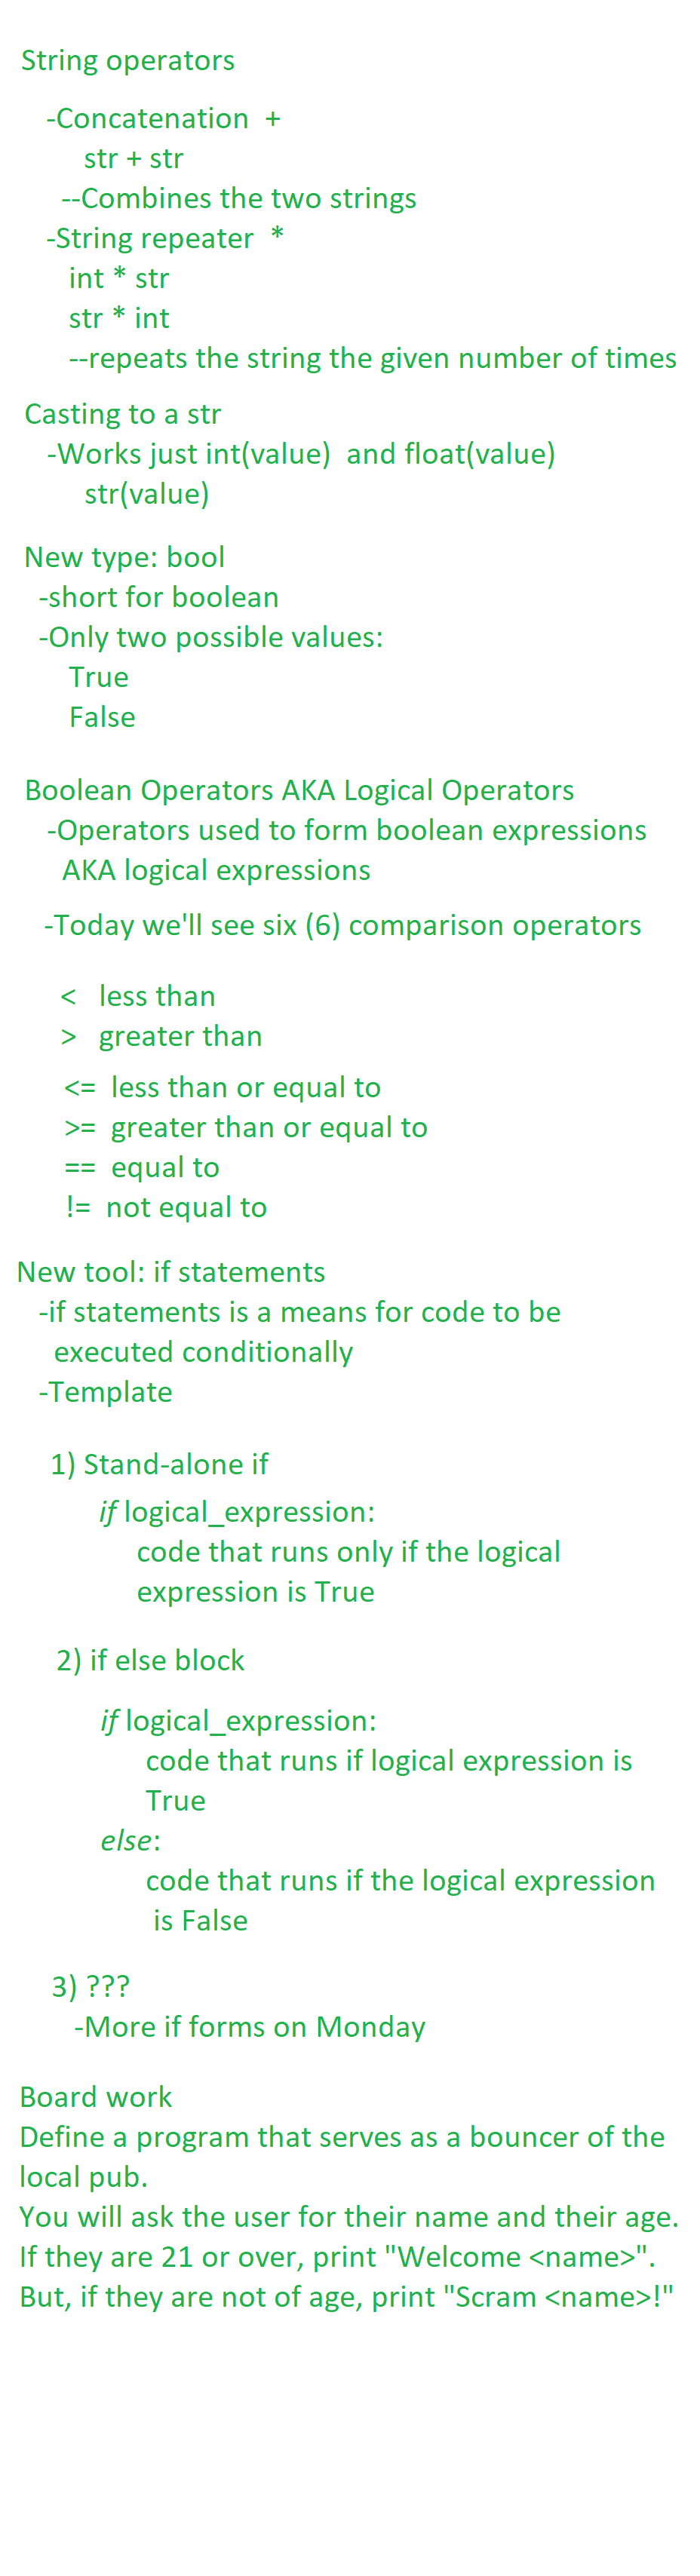 String operators
-Concatenation  +
str + str
--Combines the two strings
-String repeater  *
int * str
str * int
--repeats the string the given number of times
Casting to a str
-Works just int(value)  and float(value)
str(value)
New type: bool
-short for boolean
-Only two possible values:
True
False
Boolean Operators AKA Logical Operators
-Operators used to form boolean expressions
AKA logical expressions
-Today we'll see six (6) comparison operators
<   less than
>   greater than
<=  less than or equal to
>=  greater than or equal to
==  equal to
!=  not equal to
New tool: if statements
-if statements is a means for code to be
executed conditionally
-Template
1) Stand-alone if
if logical_expression:
code that runs only if the logical
expression is True
2) if else block
if logical_expression:
code that runs if logical expression is
True
else:
code that runs if the logical expression
is False
3) ???
-More if forms on Monday
Board work
Define a program that serves as a bouncer of the
local pub.
You will ask the user for their name and their age.
If they are 21 or over, print "Welcome <name>".
But, if they are not of age, print "Scram <name>!"